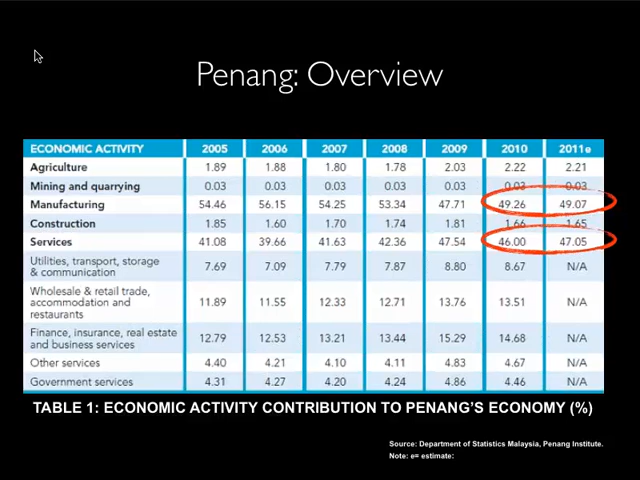 Penang: Overview
ECONOMIC ACTIVITY 2005 2006 2007 2008 2009 2010 2011e
Agriculture 1.89 1.88 1.80 1.78 2.03 2.22 2.21
Mining and quarrying 0.03 0.03 0.03 0.03 0.03 0.03 0.03
Manufacturing 54.46 56.15 54.25 53.34 47.71 49.26 49.07
Construction 1.85 1.60 1.70 1.74 1.81 1.66 1.65
Services 41.08 39.66 41.63 42.36 47.54 46.00 47.05
Utilities, transport, storage
& communication 7.69 7.09 7.79 7.87 8.80 8.67 N/A
Wholesale & retail trade,
accommodation and 11.89 11.55 12.33 12.71 13.76 13.51 N/A
restaurants
Finance, insurance, real estate
and business services 12.79 12.53 13.21 13.44 15.29 14.68 N/A
Other services 4.40 4.21 4.10 4.11 4.83 4.67 N/A
Government services 4.31 4.27 4.20 4.24 4.86 4.46 N/A
TABLE 1: ECONOMIC ACTIVITY CONTRIBUTION TO PENANG'S ECONOMY (%)
Source: Department of Statistics Malaysia, Penang Institute.
Note: e= estimate: